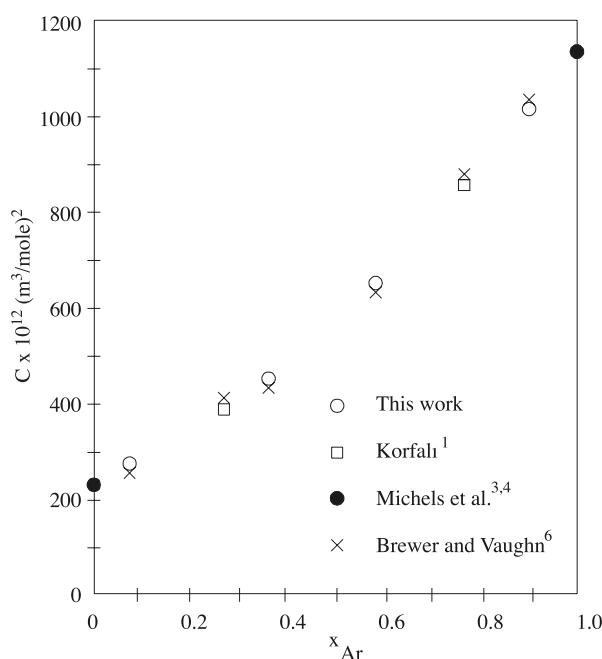 1200
1000
800
600
400
200
0
C x 10¹² (m³/mole)²
This work
Korfalı ¹
Michels et al.³,⁴
Brewer and Vaughn⁶
0 0.2 0.4 0.6 0.8 1.0
x Ar